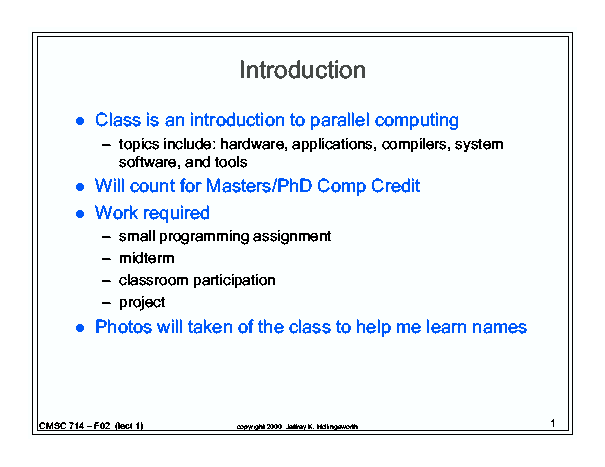 Introduction
● Class is an introduction to parallel computing
– topics include: hardware, applications, compilers, system
software, and tools
● Will count for Masters/PhD Comp Credit
● Work required
– small programming assignment
– midterm
– classroom participation
– project
● Photos will taken of the class to help me learn names
CMSC 714 – F02 (lect 1)
copyright 2000 Jeffrey K. Hollingsworth
1